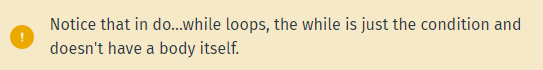 Notice that in do...while loops, the while is just the condition and
doesn't have a body itself.